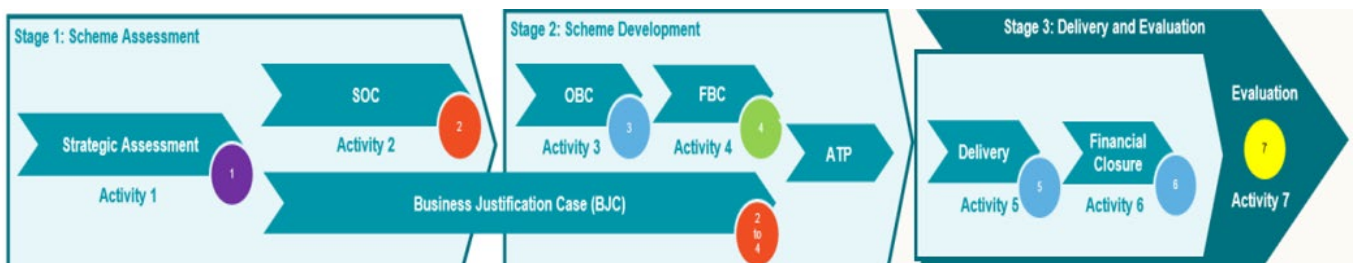 Stage 1: Scheme Assessment
Strategic Assessment
1
Activity 1
SOC
2
Activity 2
Business Justification Case (BJC)
2
to
4
Stage 2: Scheme Development
OBC
3
Activity 3
FBC
4
Activity 4
ATP
Stage 3: Delivery and Evaluation
Delivery
5
Activity 5
Financial
Closure
6
Activity 6
Evaluation
7
Activity 7